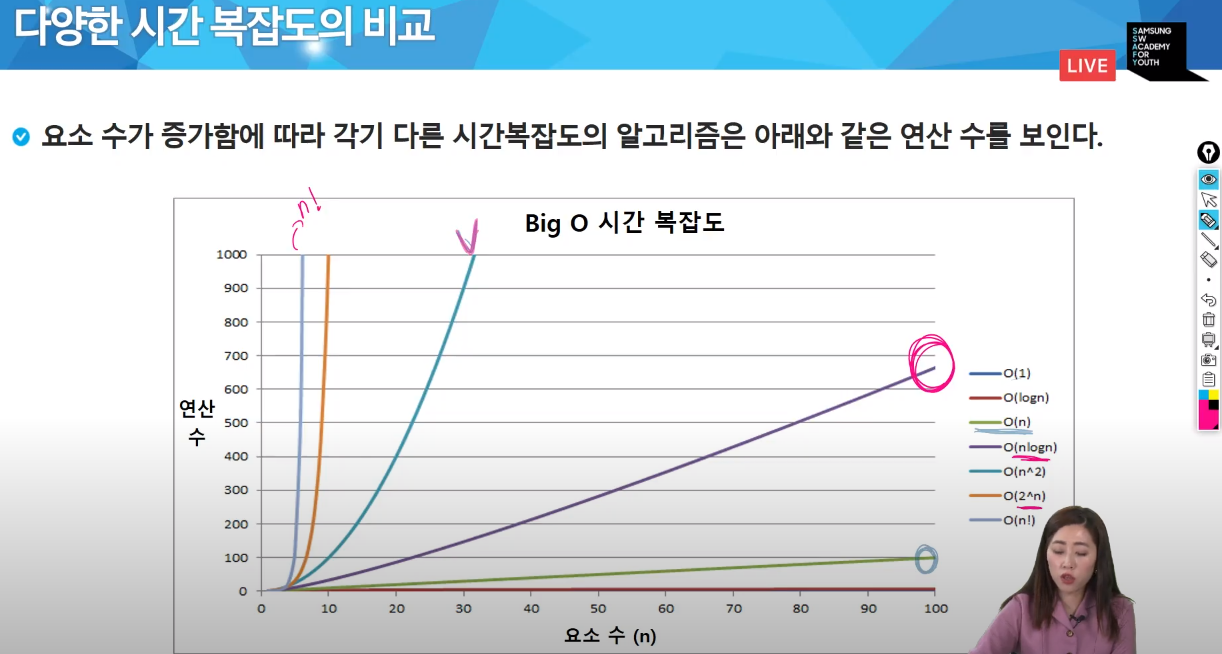 다양한 시간 복잡도의 비교
SAMSUNG
SW
ACADEMY
FOR
YOUTH
LIVE
요소 수가 증가함에 따라 각기 다른 시간복잡도의 알고리즘은 아래와 같은 연산 수를 보인다.
n!
Big O 시간 복잡도
1000
900
800
700
600
500
400
300
200
100
0
연산
수
0 10 20 30 40 50 60 70 80 90 100
요소 수 (n)
O(1)
O(logn)
O(n)
O(nlogn)
O(n^2)
O(2^n)
O(n!)